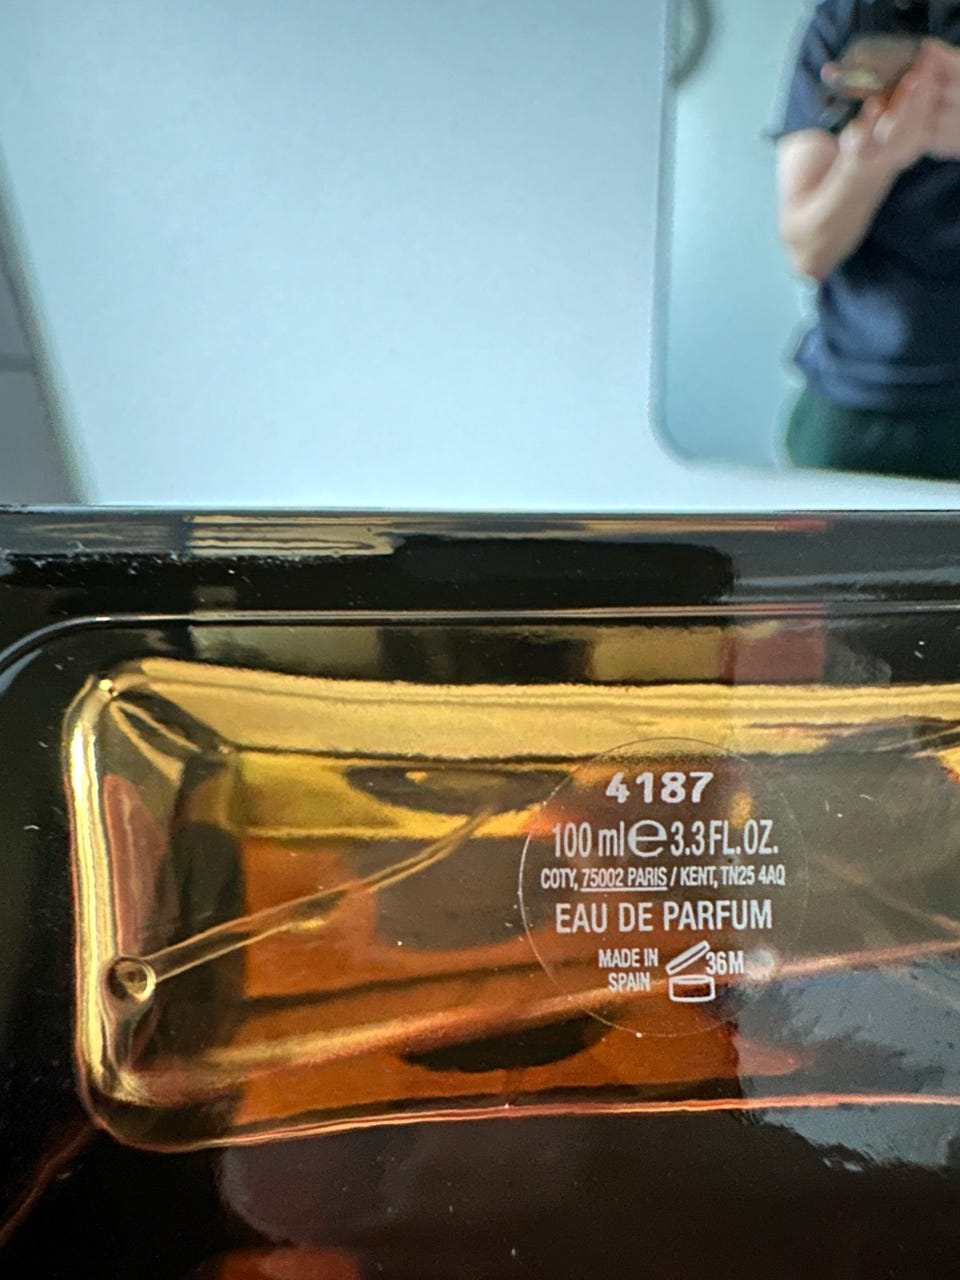 4187
100 ml e 3.3 FL.OZ.
COTY, 75002 PARIS / KENT, TN25 4AQ
EAU DE PARFUM
MADE IN
SPAIN
36M